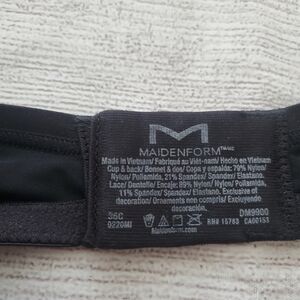 MAIDENFORM
Made in Vietnam/ Fabriqué au Viêt-nam/ Hecho en Vietnam
Cup & back/ Bonnet & dos/ Copa y espalda: 79% Nylon/
Nylon/ Poliamida, 21% Spandex/ Spandex/ Elastano.
Lace/ Dentelle/ Encaje: 89% Nylon/ Nylon/ Poliamida,
11% Spandex/ Spandex/ Elastano. Exclusive of
decoration/ Ornements non compris/ Excluyendo
decoración.
36C DM9900
0220MI RN# 15763 CA00153
Maidenform.com